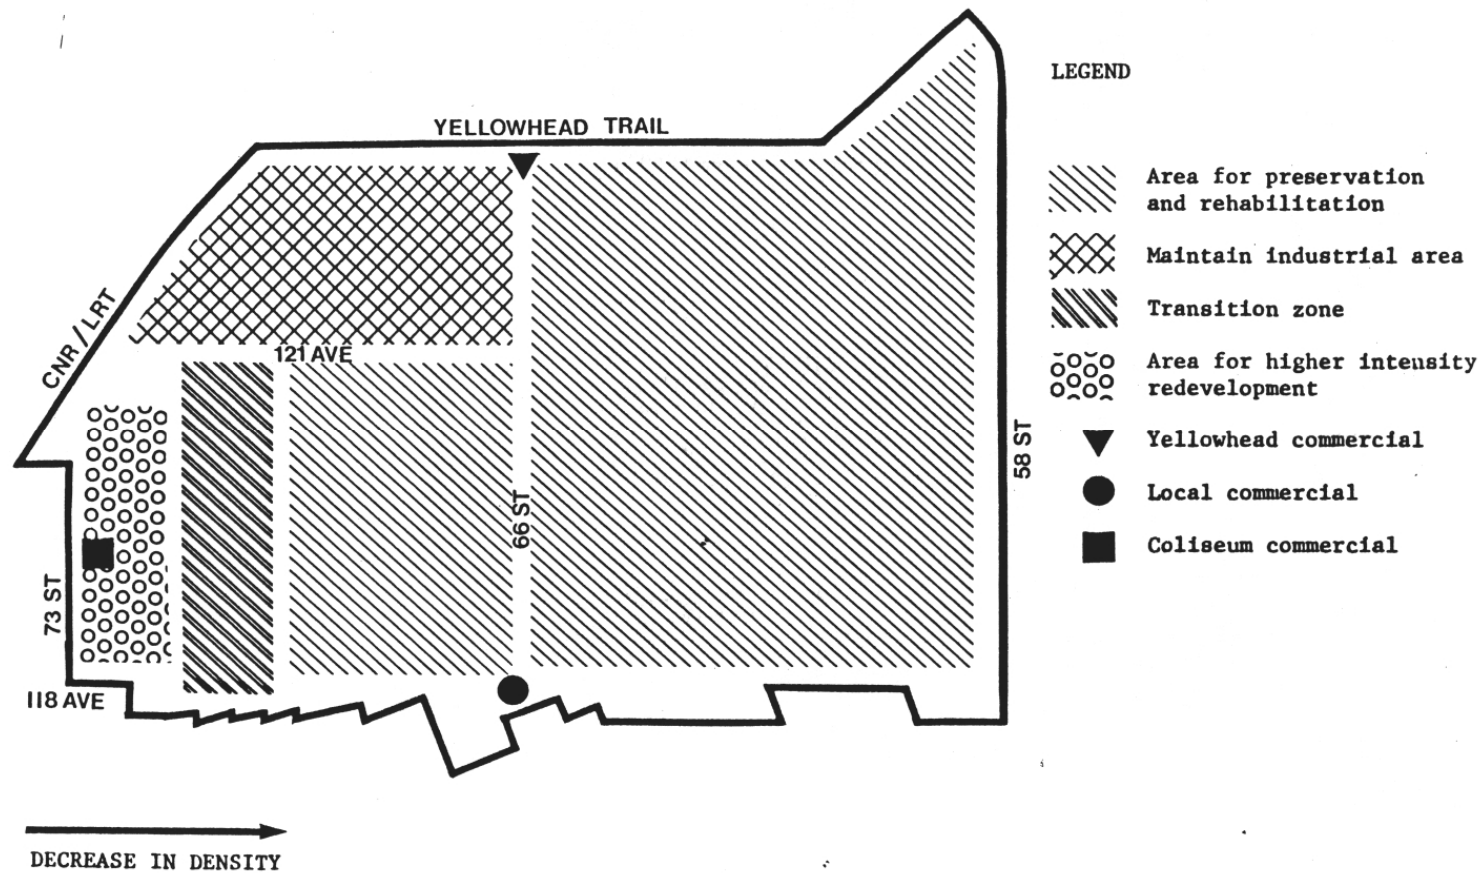 YELLOWHEAD TRAIL
CNR/LRT
121 AVE
66 ST
58 ST
73 ST
118 AVE
LEGEND
Area for preservation
and rehabilitation
Maintain industrial area
Transition zone
Area for higher intensity
redevelopment
Yellowhead commercial
Local commercial
Coliseum commercial
DECREASE IN DENSITY